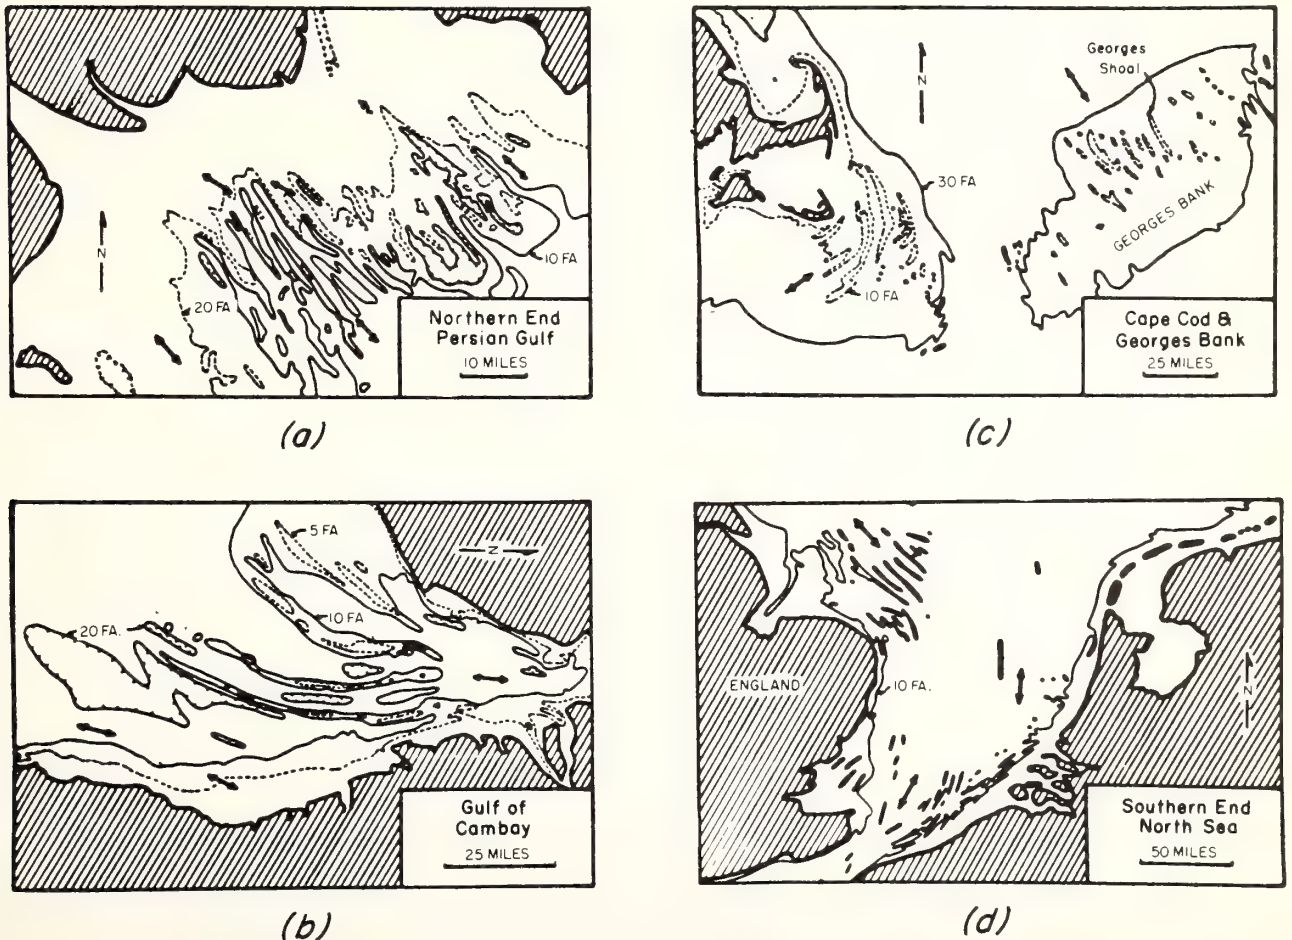 N
20 FA
10 FA
Northern End
Persian Gulf
10 MILES
(a)
Georges
Shoal
N
30 FA
10 FA
GEORGES BANK
Cape Cod &
Georges Bank
25 MILES
(c)
5 FA
N
10 FA
20 FA.
Gulf of
Cambay
25 MILES
(b)
ENGLAND
10 FA.
N
Southern End
North Sea
50 MILES
(d)